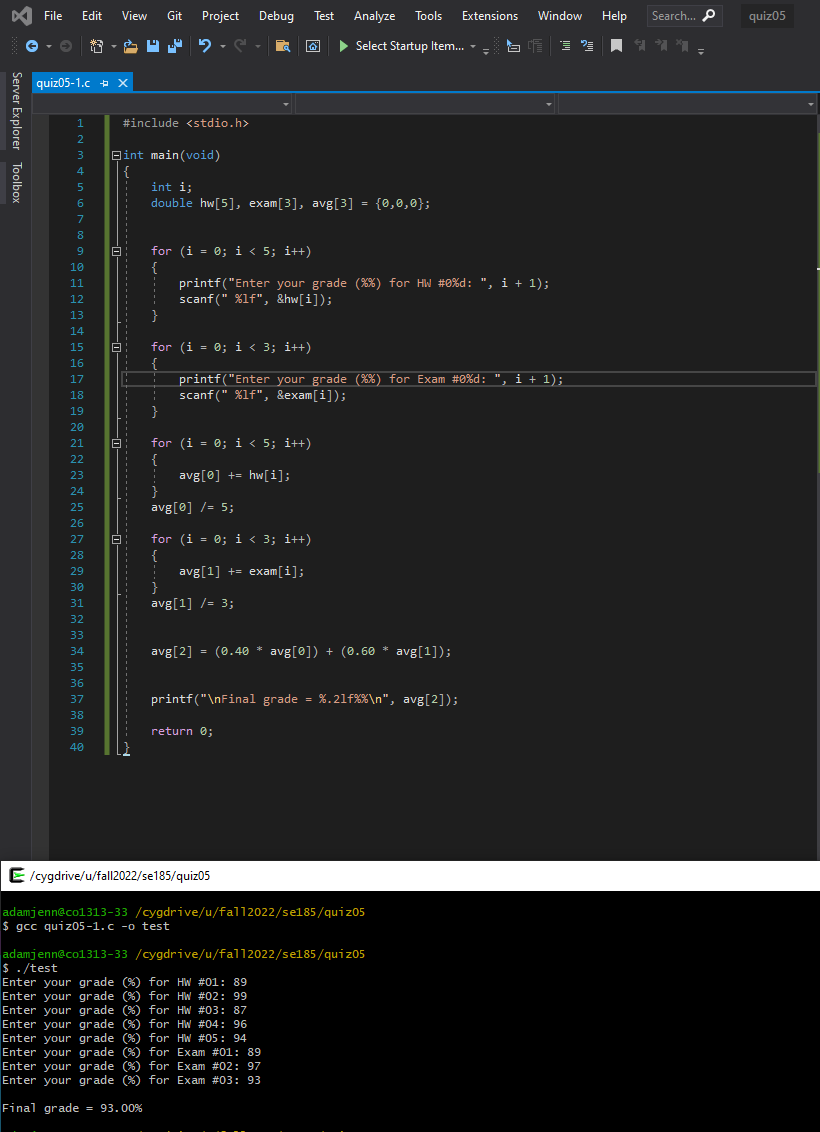 File Edit View Git Project Debug Test Analyze Tools Extensions Window Help Search... quiz05
Select Startup Item...
Server Explorer
Toolbox
quiz05-1.c
1 #include <stdio.h>
2
3 int main(void)
4 {
5 int i;
6 double hw[5], exam[3], avg[3] = {0,0,0};
7
8
9 for (i = 0; i < 5; i++)
10 {
11 printf("Enter your grade (%%) for HW #0%d: ", i + 1);
12 scanf(" %lf", &hw[i]);
13 }
14
15 for (i = 0; i < 3; i++)
16 {
17 printf("Enter your grade (%%) for Exam #0%d: ", i + 1);
18 scanf(" %lf", &exam[i]);
19 }
20
21 for (i = 0; i < 5; i++)
22 {
23 avg[0] += hw[i];
24 }
25 avg[0] /= 5;
26
27 for (i = 0; i < 3; i++)
28 {
29 avg[1] += exam[i];
30 }
31 avg[1] /= 3;
32
33
34 avg[2] = (0.40 * avg[0]) + (0.60 * avg[1]);
35
36
37 printf("\nFinal grade = %.2lf%%\n", avg[2]);
38
39 return 0;
40 }
/cygdrive/u/fall2022/se185/quiz05
adamjenn@co1313-33 /cygdrive/u/fall2022/se185/quiz05
$ gcc quiz05-1.c -o test
adamjenn@co1313-33 /cygdrive/u/fall2022/se185/quiz05
$ ./test
Enter your grade (%) for HW #01: 89
Enter your grade (%) for HW #02: 99
Enter your grade (%) for HW #03: 87
Enter your grade (%) for HW #04: 96
Enter your grade (%) for HW #05: 94
Enter your grade (%) for Exam #01: 89
Enter your grade (%) for Exam #02: 97
Enter your grade (%) for Exam #03: 93
Final grade = 93.00%